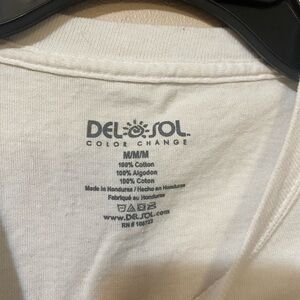 DEL SOL
COLOR CHANGE
M/M/M
100% Cotton
100% Algodon
100% Coton
Made in Honduras / Hecho en Honduras
Fabriqué au Honduras
www.DELSOL.com
RN #